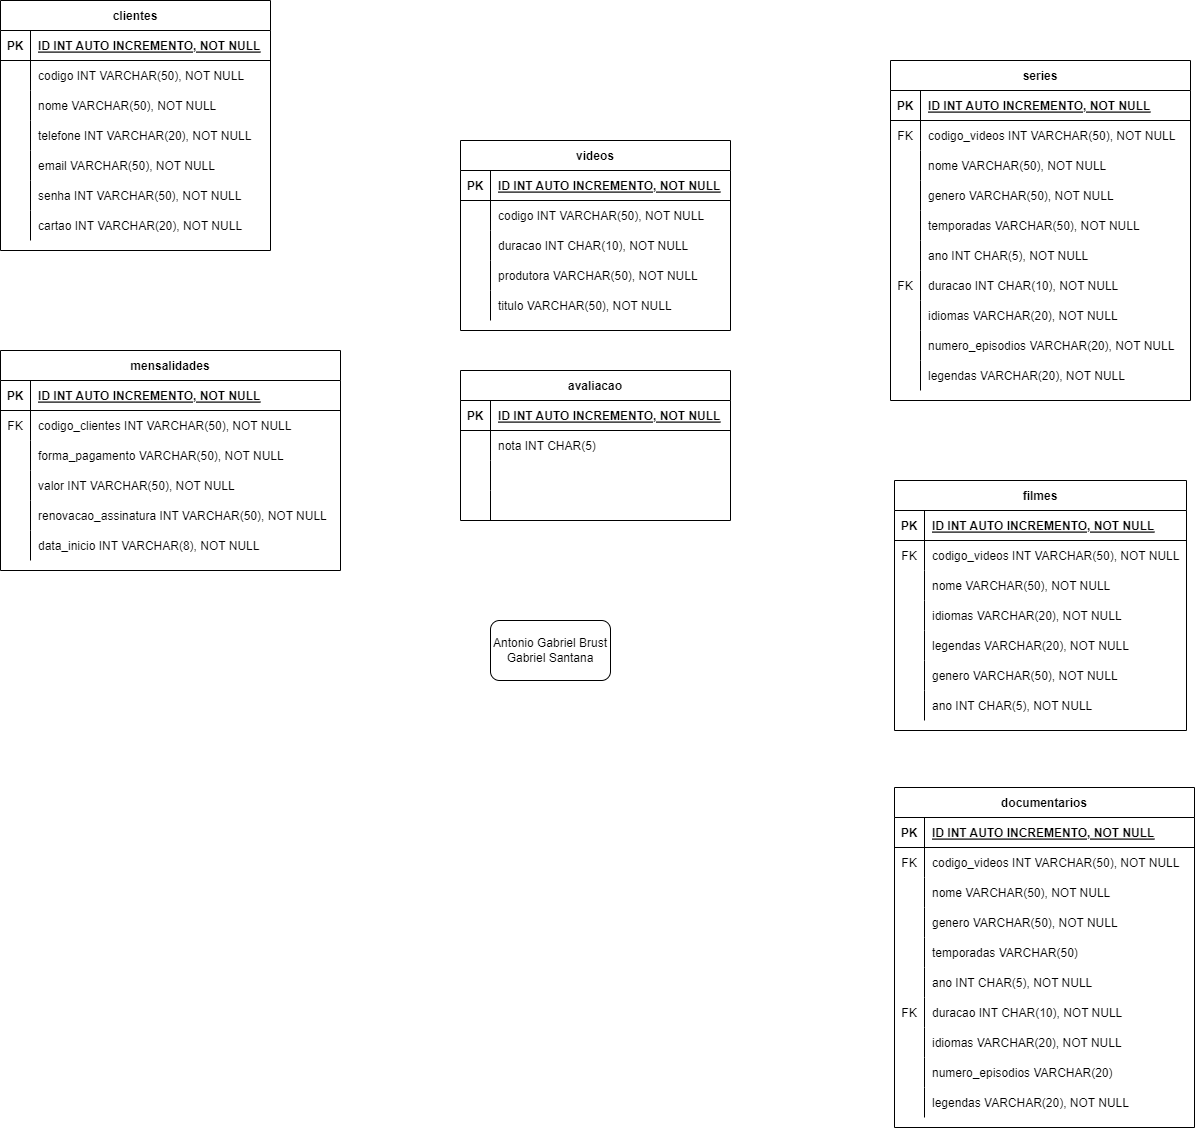 clientes
PK ID INT AUTO INCREMENTO, NOT NULL
codigo INT VARCHAR(50), NOT NULL
nome VARCHAR(50), NOT NULL
telefone INT VARCHAR(20), NOT NULL
email VARCHAR(50), NOT NULL
senha INT VARCHAR(50), NOT NULL
cartao INT VARCHAR(20), NOT NULL
mensalidades
PK ID INT AUTO INCREMENTO, NOT NULL
FK codigo_clientes INT VARCHAR(50), NOT NULL
forma_pagamento VARCHAR(50), NOT NULL
valor INT VARCHAR(50), NOT NULL
renovacao_assinatura INT VARCHAR(50), NOT NULL
data_inicio INT VARCHAR(8), NOT NULL
videos
PK ID INT AUTO INCREMENTO, NOT NULL
codigo INT VARCHAR(50), NOT NULL
duracao INT CHAR(10), NOT NULL
produtora VARCHAR(50), NOT NULL
titulo VARCHAR(50), NOT NULL
avaliacao
PK ID INT AUTO INCREMENTO, NOT NULL
nota INT CHAR(5)
Antonio Gabriel Brust
Gabriel Santana
series
PK ID INT AUTO INCREMENTO, NOT NULL
FK codigo_videos INT VARCHAR(50), NOT NULL
nome VARCHAR(50), NOT NULL
genero VARCHAR(50), NOT NULL
temporadas VARCHAR(50), NOT NULL
ano INT CHAR(5), NOT NULL
FK duracao INT CHAR(10), NOT NULL
idiomas VARCHAR(20), NOT NULL
numero_episodios VARCHAR(20), NOT NULL
legendas VARCHAR(20), NOT NULL
filmes
PK ID INT AUTO INCREMENTO, NOT NULL
FK codigo_videos INT VARCHAR(50), NOT NULL
nome VARCHAR(50), NOT NULL
idiomas VARCHAR(20), NOT NULL
legendas VARCHAR(20), NOT NULL
genero VARCHAR(50), NOT NULL
ano INT CHAR(5), NOT NULL
documentarios
PK ID INT AUTO INCREMENTO, NOT NULL
FK codigo_videos INT VARCHAR(50), NOT NULL
nome VARCHAR(50), NOT NULL
genero VARCHAR(50), NOT NULL
temporadas VARCHAR(50)
ano INT CHAR(5), NOT NULL
FK duracao INT CHAR(10), NOT NULL
idiomas VARCHAR(20), NOT NULL
numero_episodios VARCHAR(20)
legendas VARCHAR(20), NOT NULL